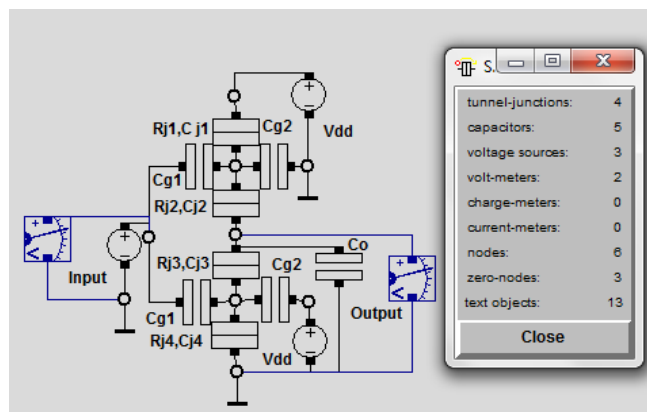 Rj1,C j1
Cg2
Vdd
Cg1
Rj2,Cj2
Input
Rj3,Cj3
Cg2
Co
Cg1
Output
Rj4,Cj4
Vdd
S...
tunnel-junctions: 4
capacitors: 5
voltage sources: 3
volt-meters: 2
charge-meters: 0
current-meters: 0
nodes: 6
zero-nodes: 3
text objects: 13
Close